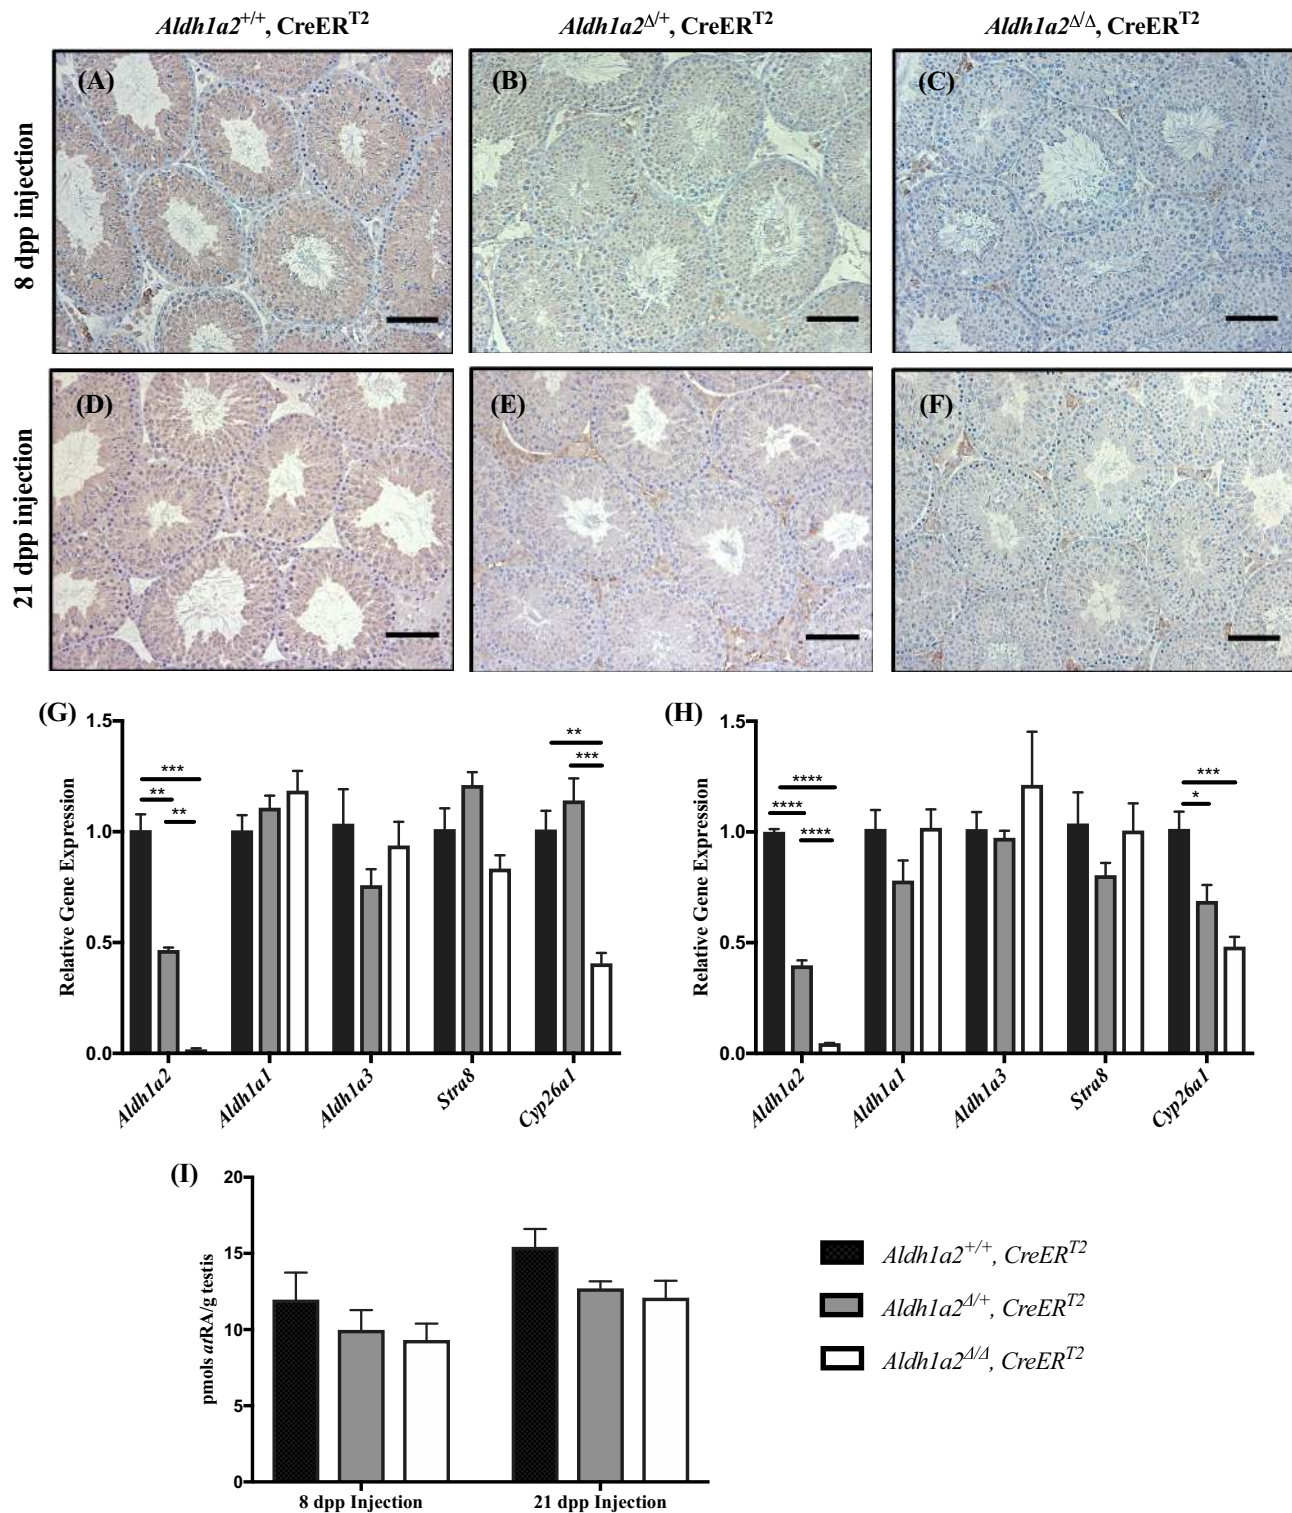 Aldh1a2+/+, CreERT2
Aldh1a2Δ/+, CreERT2
Aldh1a2Δ/Δ, CreERT2
8 dpp injection
(A)
(B)
(C)
21 dpp injection
(D)
(E)
(F)
(G)
Relative Gene Expression
1.5
1.0
0.5
0.0
***
**
**
**
***
Aldh1a2
Aldh1a1
Aldh1a3
Stra8
Cyp26a1
(H)
Relative Gene Expression
1.5
1.0
0.5
0.0
****
****
****
***
*
Aldh1a2
Aldh1a1
Aldh1a3
Stra8
Cyp26a1
(I)
pmols atRA/g testis
20
15
10
5
0
8 dpp Injection
21 dpp Injection
Aldh1a2+/+, CreERT2
Aldh1a2Δ/+, CreERT2
Aldh1a2Δ/Δ, CreERT2